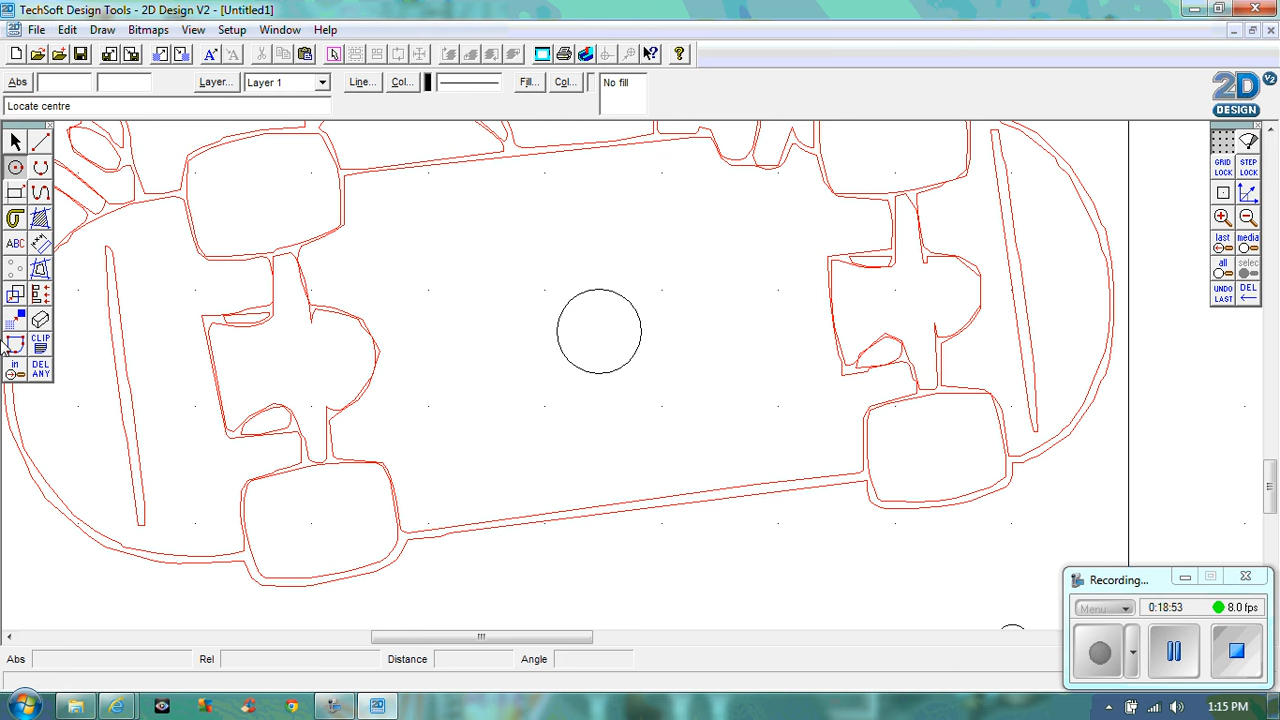 TechSoft Design Tools - 2D Design V2 - [Untitled1]
File Edit Draw Bitmaps View Setup Window Help
Abs Layer... Layer 1 Line... Col... Fill... Col... No fill
2D V2
DESIGN
Locate centre
ABC
CLIP
in DEL ANY
GRID LOCK STEP LOCK
last media
all selec
UNDO LAST DEL
Recording...
Menu 0:18:53 8.0 fps
Abs Rel Distance Angle
1:15 PM